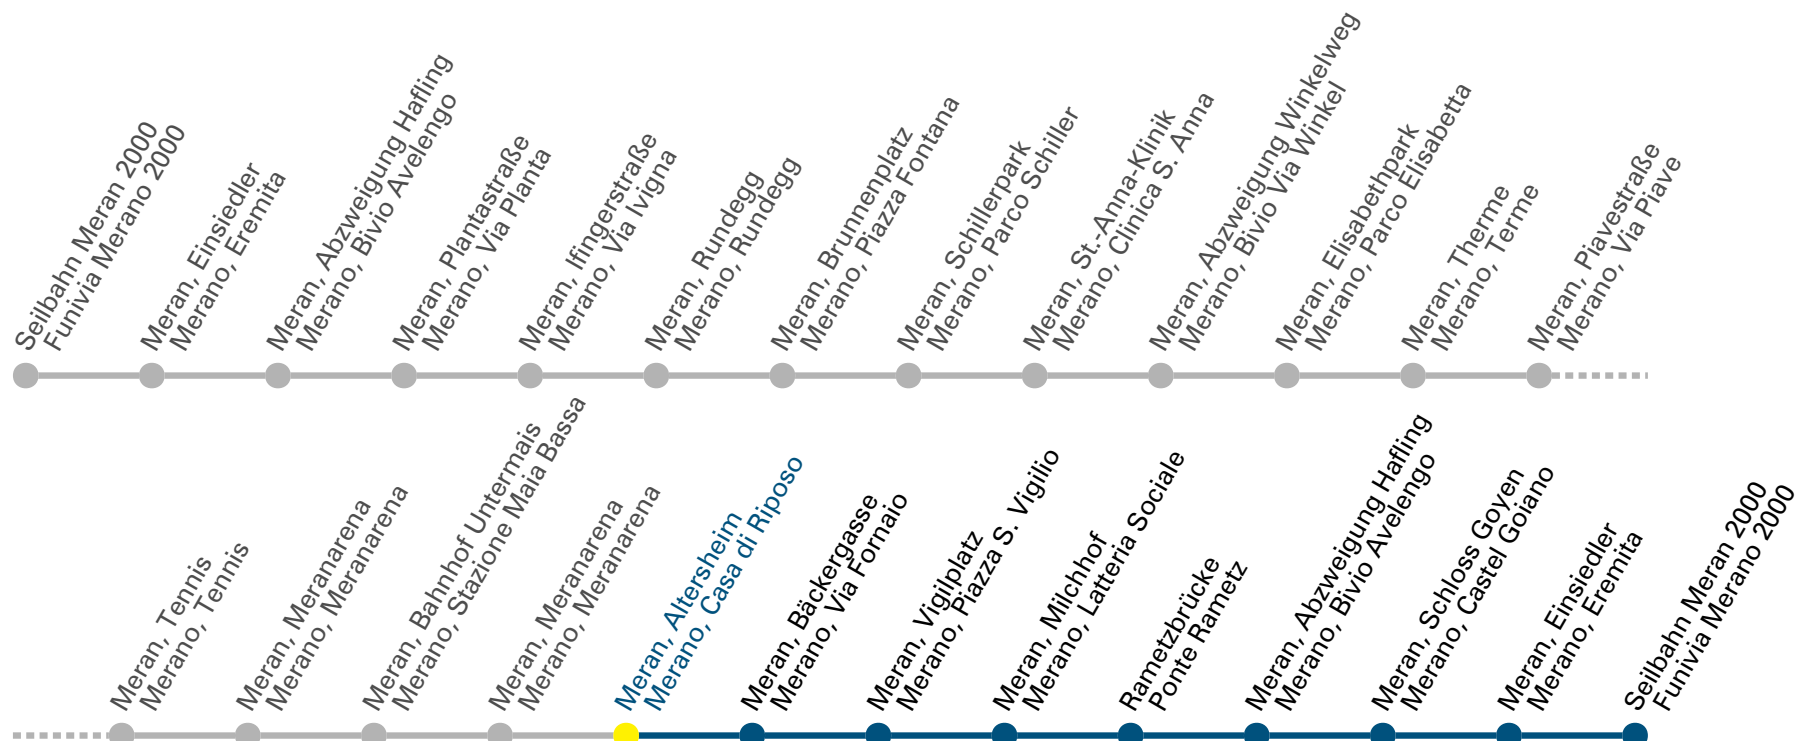 Seilbahn Meran 2000
Funivia Merano 2000
Meran, Einsiedler
Merano, Eremita
Meran, Abzweigung Hafling
Merano, Bivio Avelengo
Meran, Plantastraße
Merano, Via Planta
Meran, Ifingerstraße
Merano, Via Ivigna
Meran, Rundegg
Merano, Rundegg
Meran, Brunnenplatz
Merano, Piazza Fontana
Meran, Schillerpark
Merano, Parco Schiller
Meran, St.-Anna-Klinik
Merano, Clinica S. Anna
Meran, Abzweigung Winkelweg
Merano, Bivio Via Winkel
Meran, Elisabethpark
Merano, Parco Elisabetta
Meran, Therme
Merano, Terme
Meran, Piavestraße
Merano, Via Piave
Meran, Tennis
Merano, Tennis
Meran, Meranarena
Merano, Meranarena
Meran, Bahnhof Untermais
Merano, Stazione Maia Bassa
Meran, Meranarena
Merano, Meranarena
Meran, Altersheim
Merano, Casa di Riposo
Meran, Bäckergasse
Merano, Via Fornaio
Meran, Vigilplatz
Merano, Piazza S. Vigilio
Meran, Milchhof
Merano, Latteria Sociale
Rametzbrücke
Ponte Rametz
Meran, Abzweigung Hafling
Merano, Bivio Avelengo
Meran, Schloss Goyen
Merano, Castel Goiano
Meran, Einsiedler
Merano, Eremita
Seilbahn Meran 2000
Funivia Merano 2000